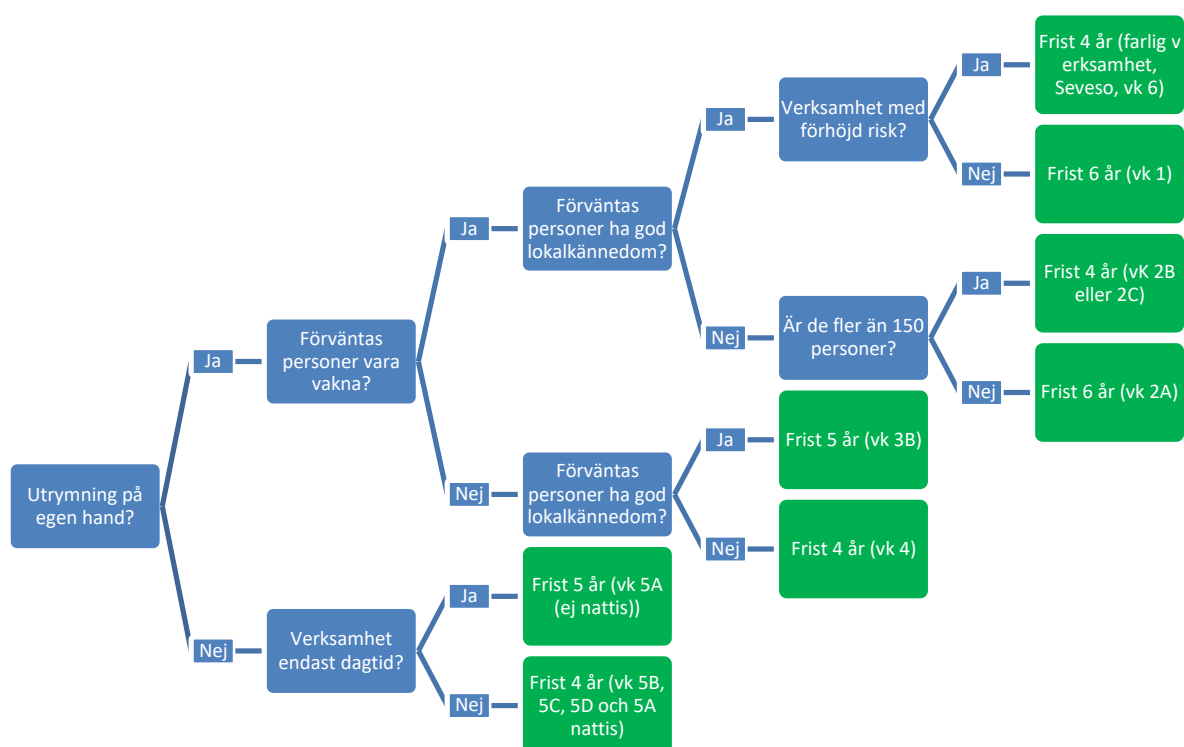 Utrymning på
egen hand?
Ja
Förväntas
personer vara
vakna?
Ja
Förväntas
personer ha god
lokalkännedom?
Ja
Verksamhet med
förhöjd risk?
Ja
Frist 4 år (farlig v
erksamhet,
Seveso, vk 6)
Nej
Frist 6 år (vk 1)
Nej
Är de fler än 150
personer?
Ja
Frist 4 år (vK 2B
eller 2C)
Nej
Frist 6 år (vk 2A)
Nej
Förväntas
personer ha god
lokalkännedom?
Ja
Frist 5 år (vk 3B)
Nej
Frist 4 år (vk 4)
Nej
Verksamhet
endast dagtid?
Ja
Frist 5 år (vk 5A
(ej nattis))
Nej
Frist 4 år (vk 5B,
5C, 5D och 5A
nattis)